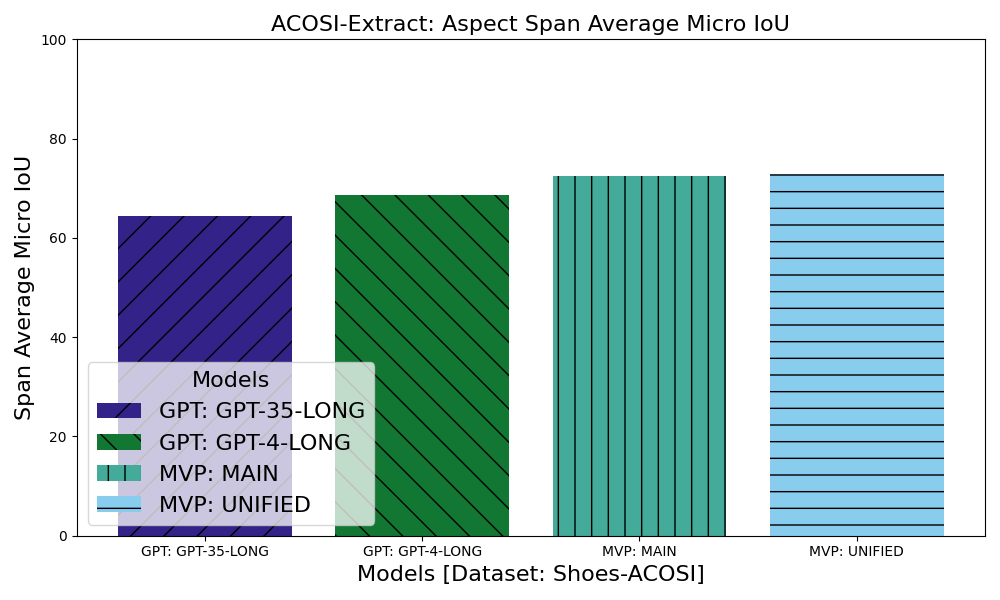 ACOSI-Extract: Aspect Span Average Micro IoU
Span Average Micro IoU
100
80
60
40
20
0
Models
GPT: GPT-35-LONG
GPT: GPT-4-LONG
MVP: MAIN
MVP: UNIFIED
GPT: GPT-35-LONG
GPT: GPT-4-LONG
MVP: MAIN
MVP: UNIFIED
Models [Dataset: Shoes-ACOSI]